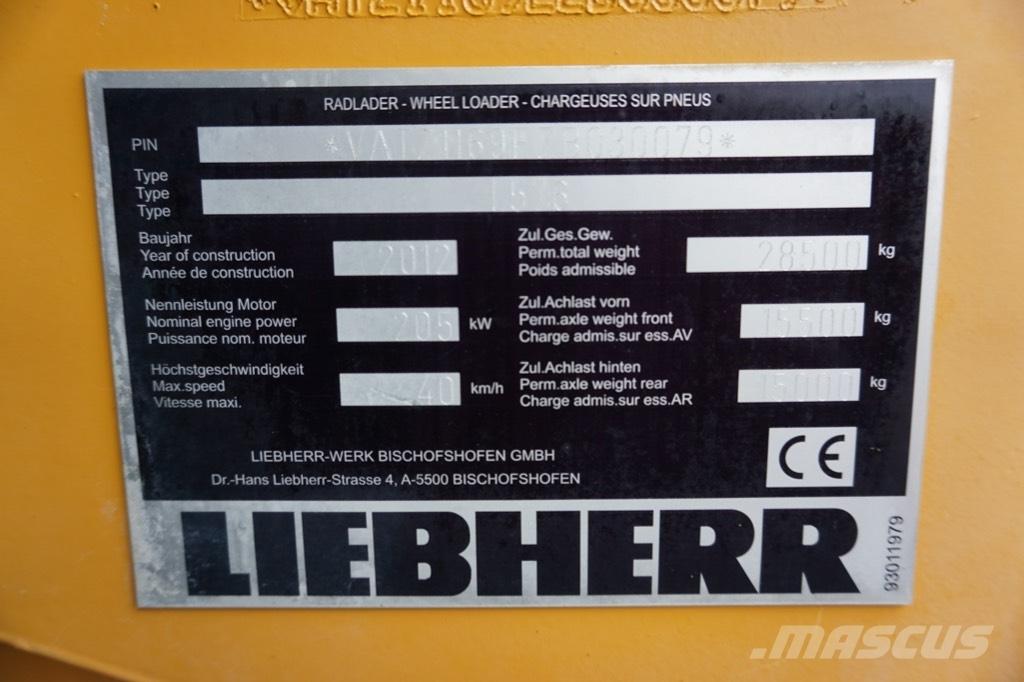 RADLADER - WHEEL LOADER - CHARGEUSES SUR PNEUS
PIN
Type
Type
Type
Baujahr
Year of construction
Année de construction
2012
Zul.Ges.Gew.
Perm.total weight
Poids admissible
28500 kg
Nennleistung Motor
Nominal engine power
Puissance nom. moteur
205 kW
Zul.Achlast vorn
Perm.axle weight front
Charge admis.sur ess.AV
15500 kg
Höchstgeschwindigkeit
Max.speed
Vitesse maxi.
40 km/h
Zul.Achlast hinten
Perm.axle weight rear
Charge admis.sur ess.AR
15000 kg
LIEBHERR-WERK BISCHOFSHOFEN GMBH
Dr.-Hans Liebherr-Strasse 4, A-5500 BISCHOFSHOFEN
CE
LIEBHERR
93011979
MASCUS